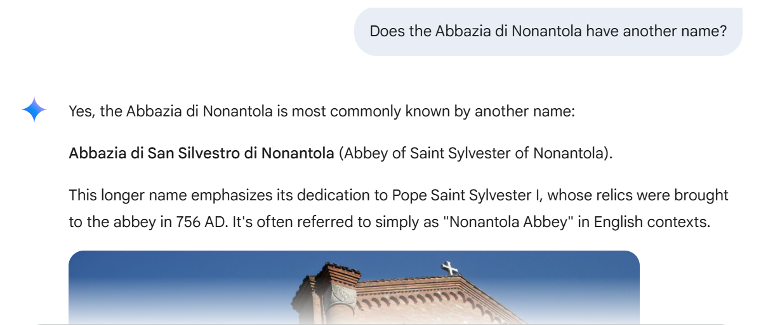 Does the Abbazia di Nonantola have another name?
Yes, the Abbazia di Nonantola is most commonly known by another name:
Abbazia di San Silvestro di Nonantola (Abbey of Saint Sylvester of Nonantola).
This longer name emphasizes its dedication to Pope Saint Sylvester I, whose relics were brought
to the abbey in 756 AD. It's often referred to simply as "Nonantola Abbey" in English contexts.